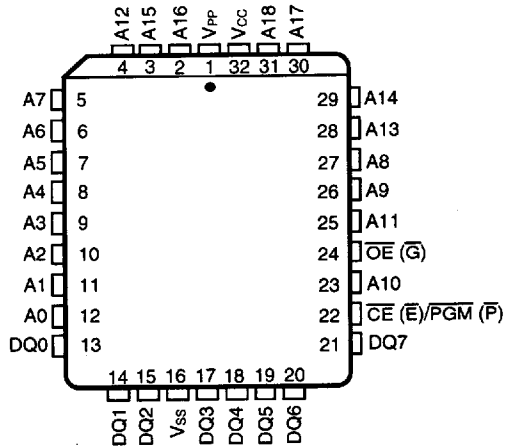 A12 A15 A16 VPP VCC A18 A17
4 3 2 1 32 31 30
A7 5 29 A14
A6 6 28 A13
A5 7 27 A8
A4 8 26 A9
A3 9 25 A11
A2 10 24 O̅E̅ (G̅)
A1 11 23 A10
A0 12 22 C̅E̅ (E̅)/P̅G̅M̅ (P̅)
DQ0 13 21 DQ7
14 15 16 17 18 19 20
DQ1 DQ2 VSS DQ3 DQ4 DQ5 DQ6